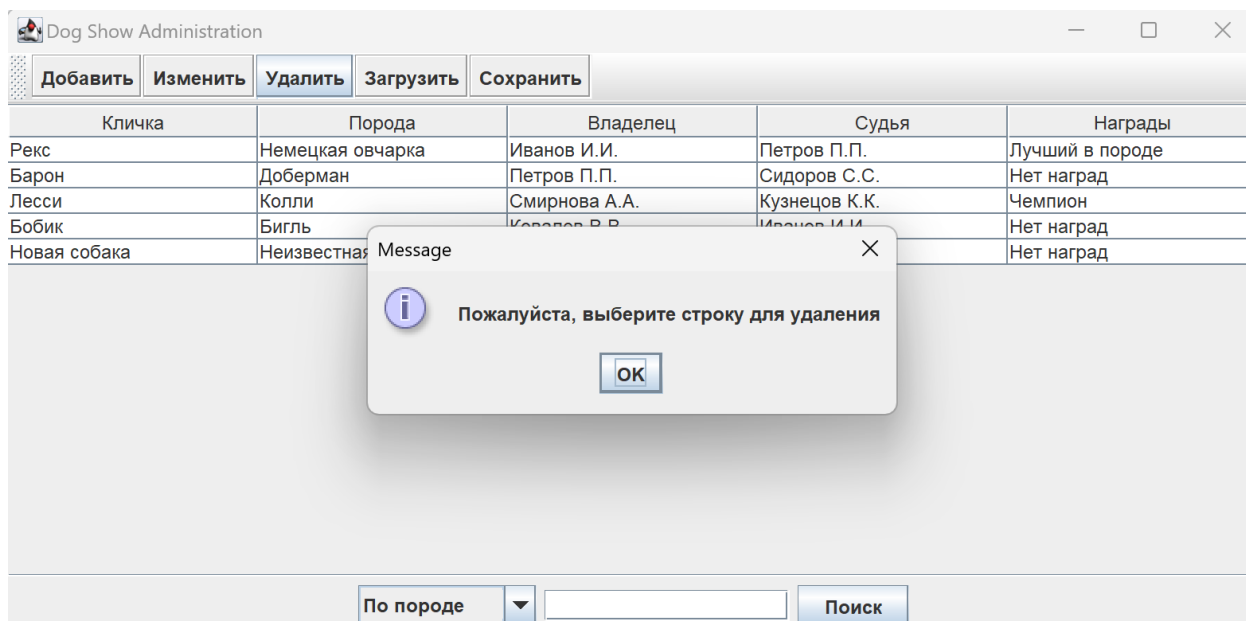 Dog Show Administration
Добавить Изменить Удалить Загрузить Сохранить
Кличка Порода Владелец Судья Награды
Рекс Немецкая овчарка Иванов И.И. Петров П.П. Лучший в породе
Барон Доберман Петров П.П. Сидоров С.С. Нет наград
Лесси Колли Смирнова А.А. Кузнецов К.К. Чемпион
Бобик Бигль Нет наград
Новая собака Неизвестная Нет наград
Message
Пожалуйста, выберите строку для удаления
OK
По породе Поиск